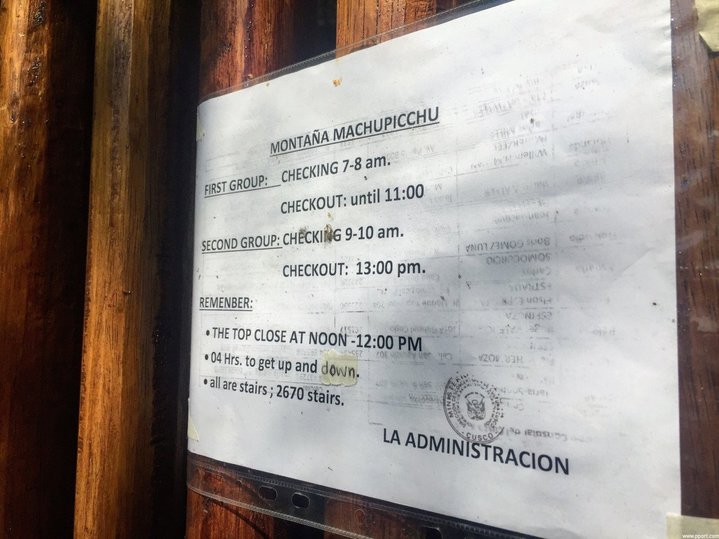 MONTAÑA MACHUPICCHU
FIRST GROUP: CHECKING 7-8 am.
CHECKOUT: until 11:00
SECOND GROUP: CHECKING 9-10 am.
CHECKOUT: 13:00 pm.
REMENBER:
• THE TOP CLOSE AT NOON -12:00 PM
• 04 Hrs. to get up and down.
• all are stairs ; 2670 stairs.
CUSCO
LA ADMINISTRACION